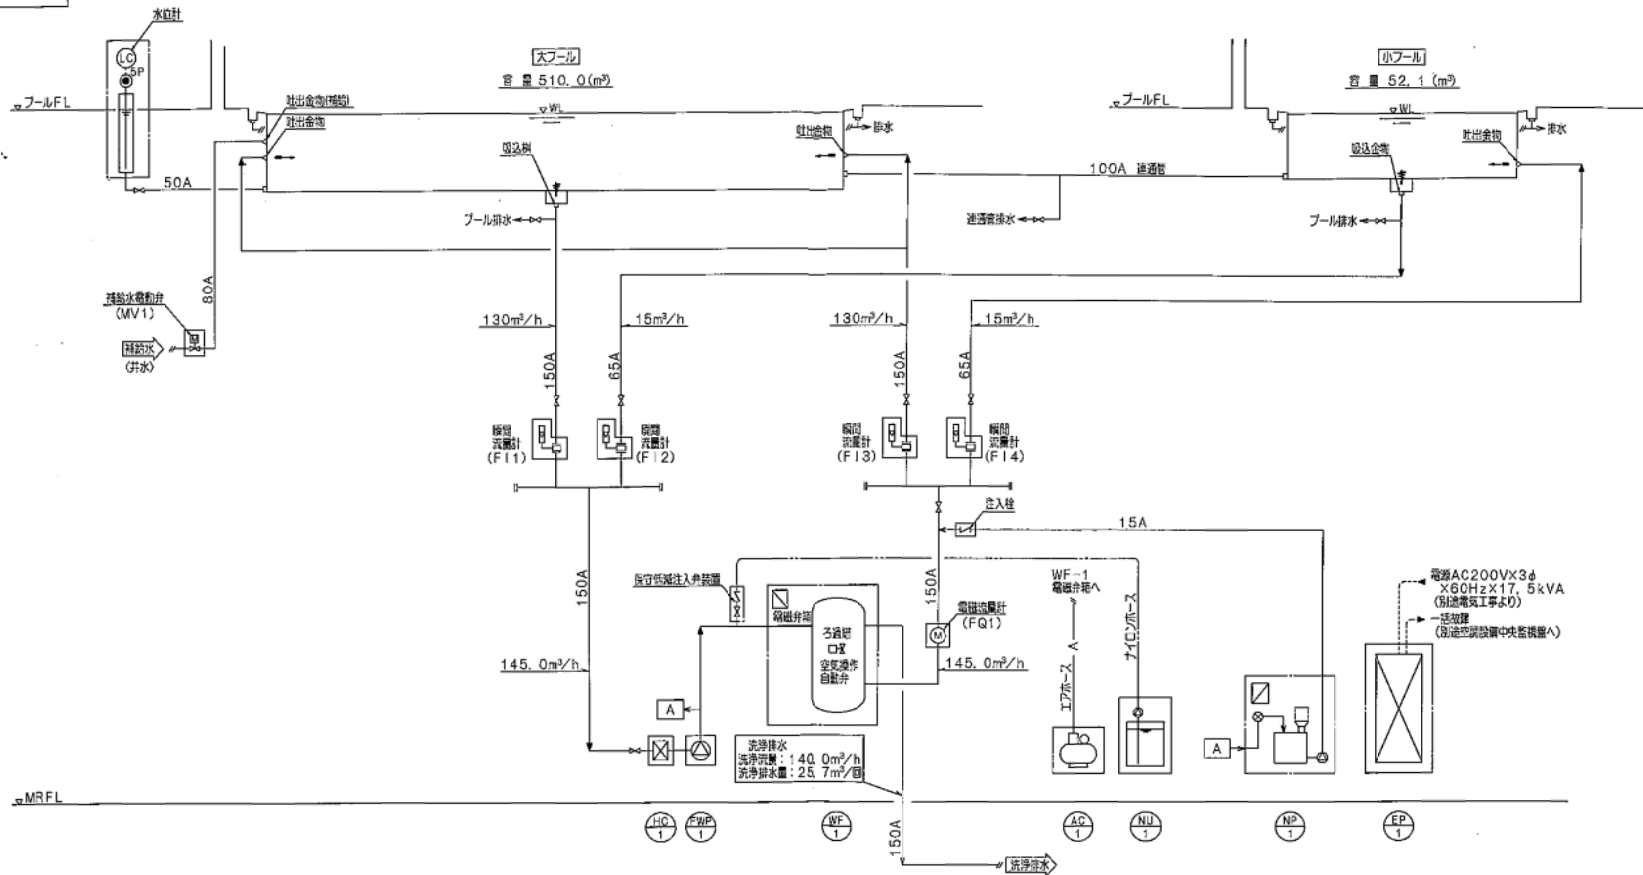 水位計
LC
5P
大プール
容量 510.0(m³)
小プール
容量 52.1(m³)
プールFL
吐出金物(補給)
吐出金物
WL
排水
吐出金物
吸込桝
プールFL
WL
排水
吐出金物
吸込金物
50A
100A 連通管
プール排水
連通管排水
プール排水
80A
補給水電動弁
(MV1)
補給水
(井水)
130m³/h
15m³/h
130m³/h
15m³/h
150A
65A
150A
65A
瞬間
流量計
(FI1)
瞬間
流量計
(FI2)
瞬間
流量計
(FI3)
瞬間
流量計
(FI4)
注入栓
15A
150A
150A
WF-1
電磁弁箱へ
電源AC200V×3φ
×60Hz×17.5kVA
(別途電気工事より)
一括故障
(別途空調設備中央監視盤へ)
電磁弁箱
ろ過塔
空気操作
自動弁
電磁流量計
(FQ1)
M
エアホース A
ナイロンホース
145.0m³/h
145.0m³/h
A
A
洗浄排水
洗浄流量:140.0m³/h
洗浄排水量:25.7m³/回
MRFL
HC
1
FWP
1
WF
1
AC
1
NU
1
NP
1
EP
1
150A
洗浄排水